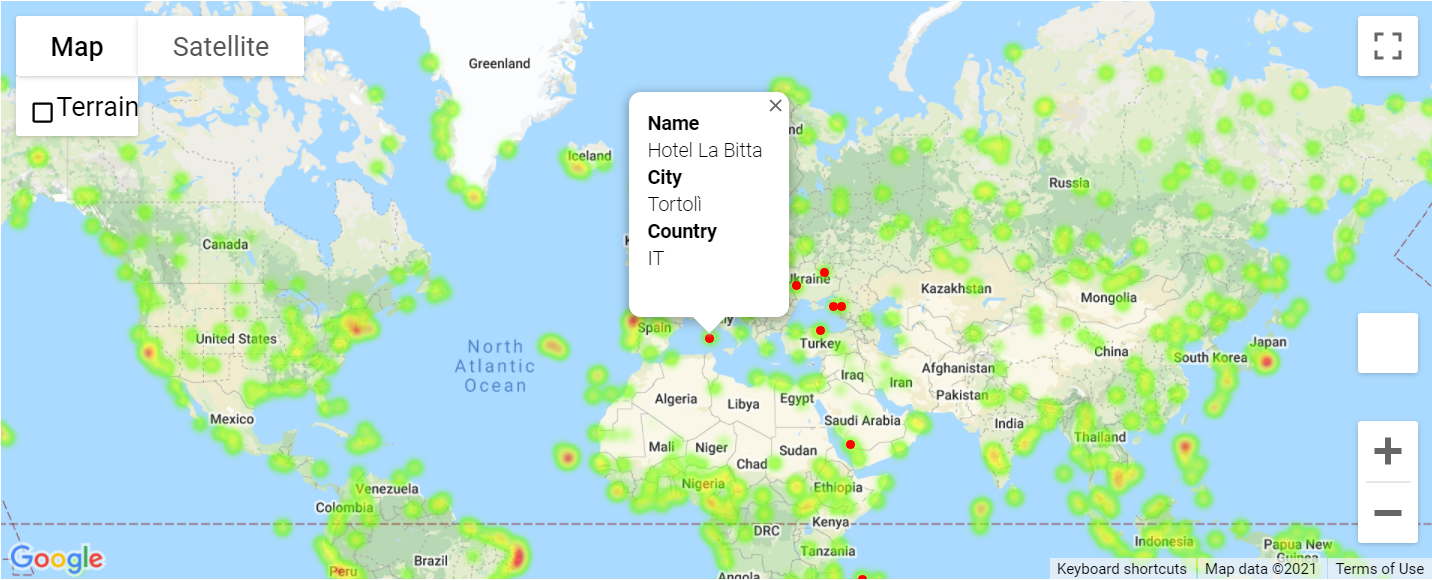 Map
Satellite
Terrain
Greenland
Iceland
nd
Name
Hotel La Bitta
City
Tortolì
Country
IT
Russia
Canada
Ukraine
Kazakhstan
Mongolia
United States
Spain
ly
Turkey
North
Atlantic
Ocean
China
Japan
South Korea
Afghanistan
Iraq
Iran
Pakistan
Algeria
Libya
Egypt
Mexico
Saudi Arabia
India
Thailand
Mali
Niger
Sudan
Chad
Nigeria
Ethiopia
Venezuela
Colombia
DRC
Kenya
Tanzania
Indonesia
Papua New
Guinea
Brazil
Peru
Angola
Google
Keyboard shortcuts
Map data ©2021
Terms of Use